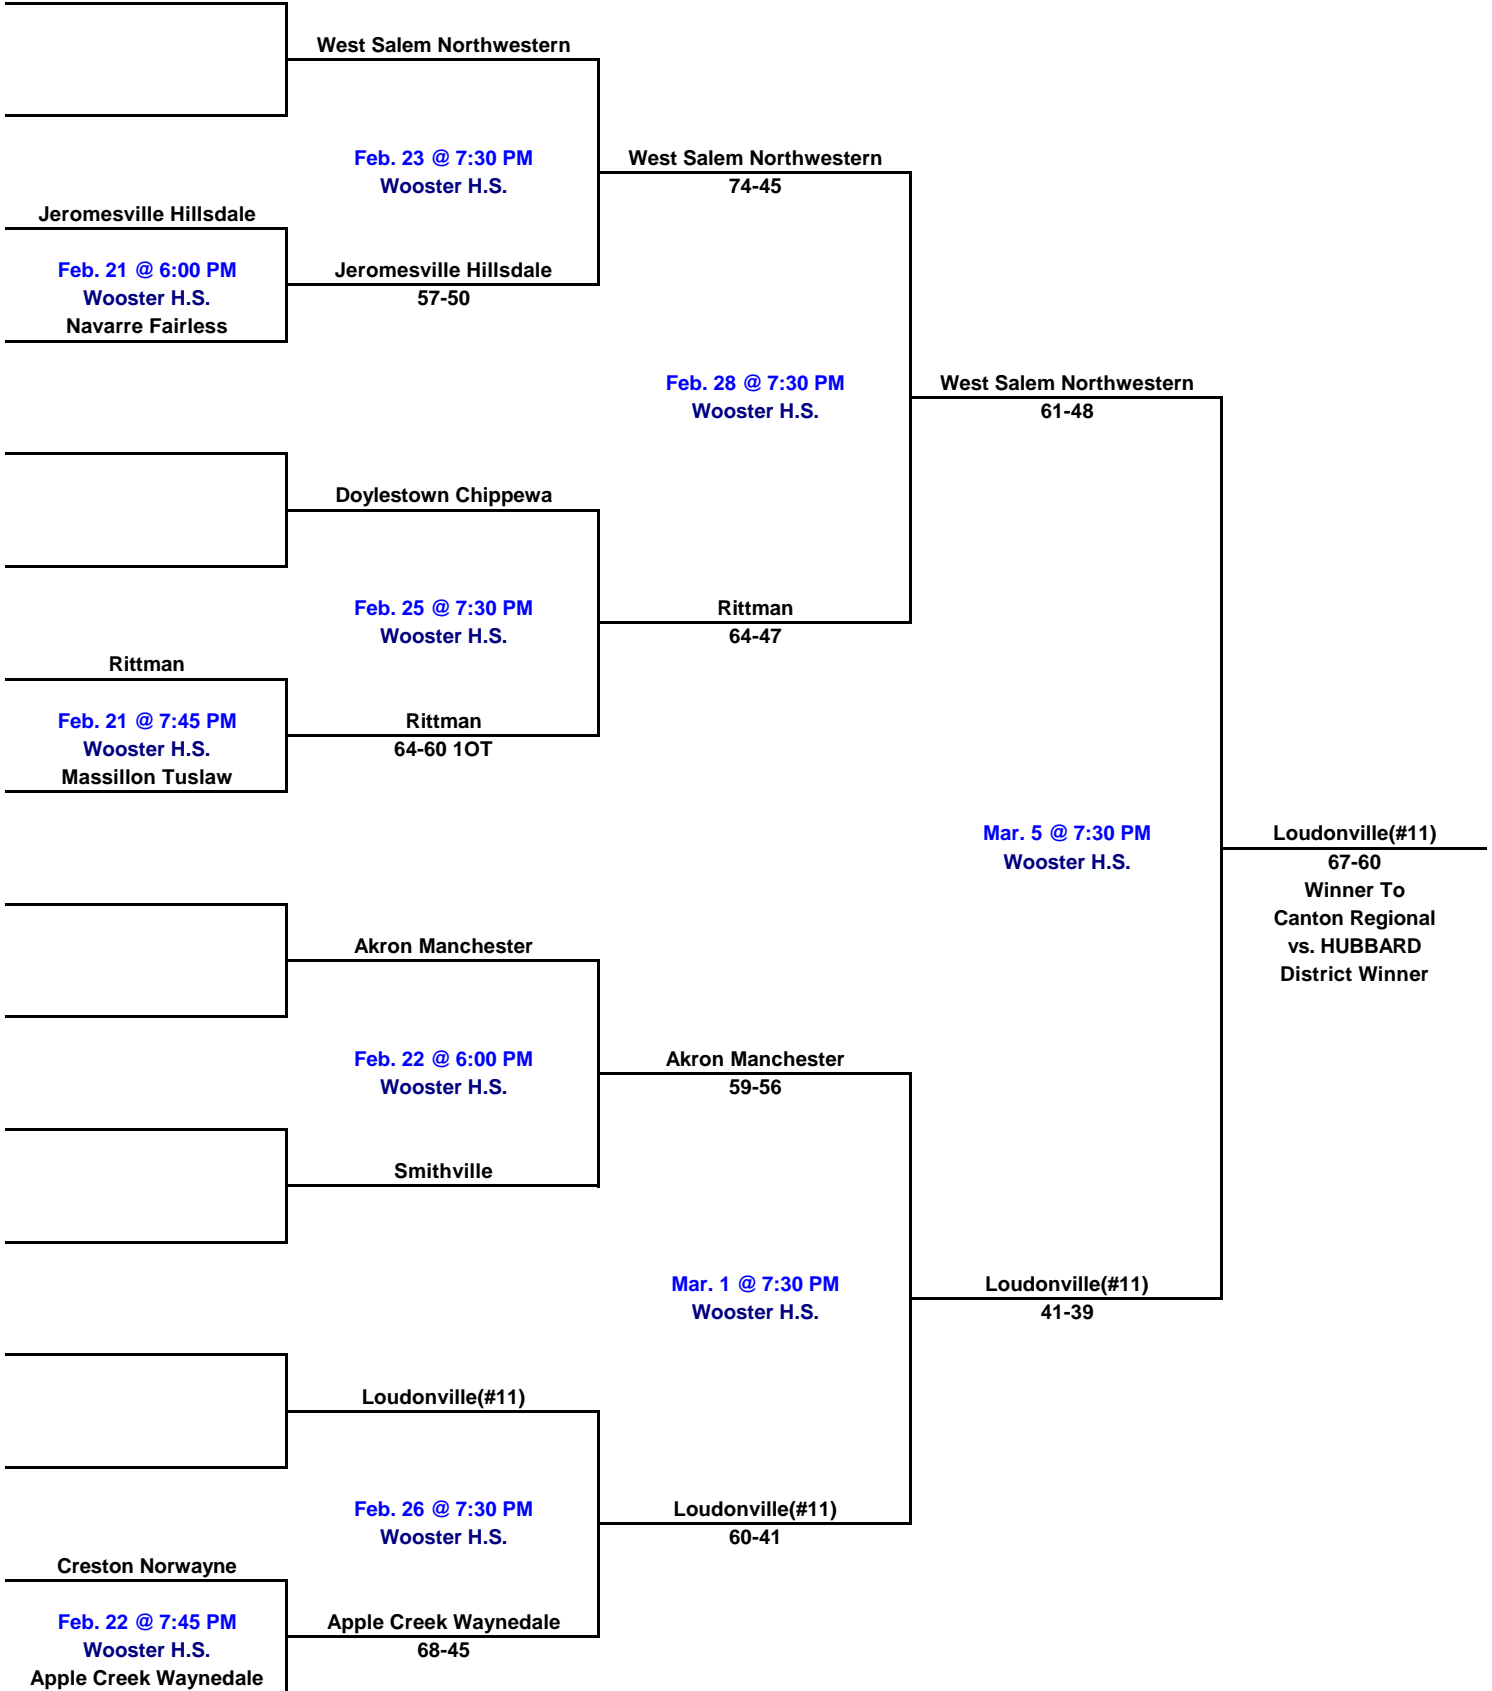 West Salem Northwestern
Feb. 23 @ 7:30 PM
Wooster H.S.
West Salem Northwestern
74-45
Jeromesville Hillsdale
Feb. 21 @ 6:00 PM
Wooster H.S.
Navarre Fairless
Jeromesville Hillsdale
57-50
Feb. 28 @ 7:30 PM
Wooster H.S.
West Salem Northwestern
61-48
Doylestown Chippewa
Feb. 25 @ 7:30 PM
Wooster H.S.
Rittman
64-47
Rittman
Feb. 21 @ 7:45 PM
Wooster H.S.
Massillon Tuslaw
Rittman
64-60 1OT
Mar. 5 @ 7:30 PM
Wooster H.S.
Loudonville(#11)
67-60
Winner To
Canton Regional
vs. HUBBARD
District Winner
Akron Manchester
Feb. 22 @ 6:00 PM
Wooster H.S.
Akron Manchester
59-56
Smithville
Mar. 1 @ 7:30 PM
Wooster H.S.
Loudonville(#11)
41-39
Loudonville(#11)
Feb. 26 @ 7:30 PM
Wooster H.S.
Loudonville(#11)
60-41
Creston Norwayne
Feb. 22 @ 7:45 PM
Wooster H.S.
Apple Creek Waynedale
Apple Creek Waynedale
68-45